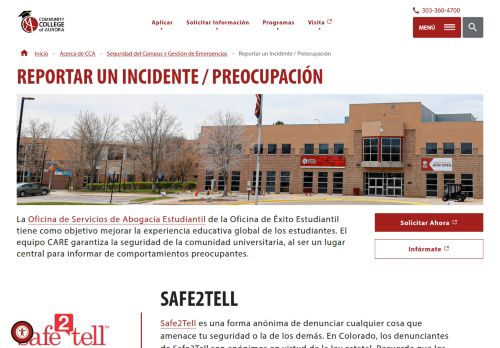 COMMUNITY
COLLEGE
of AURORA
303-360-4700
Aplicar
Solicitar Información
Programas
Visita
MENÚ
Inicio – Acerca de CCA – Seguridad del Campus y Gestión de Emergencias – Reportar un Incidente / Preocupación
REPORTAR UN INCIDENTE / PREOCUPACIÓN
NOW OPEN
La Oficina de Servicios de Abogacía Estudiantil de la Oficina de Éxito Estudiantil
tiene como objetivo mejorar la experiencia educativa global de los estudiantes. El
equipo CARE garantiza la seguridad de la comunidad universitaria, al ser un lugar
central para informar de comportamientos preocupantes.
Solicitar Ahora
Infórmate
safe2tell
SAFE2TELL
Safe2Tell es una forma anónima de denunciar cualquier cosa que
amenace tu seguridad o la de los demás. En Colorado, los denunciantes
de Safe2Tell son anónimos en virtud de la ley estatal. Recuerde que los